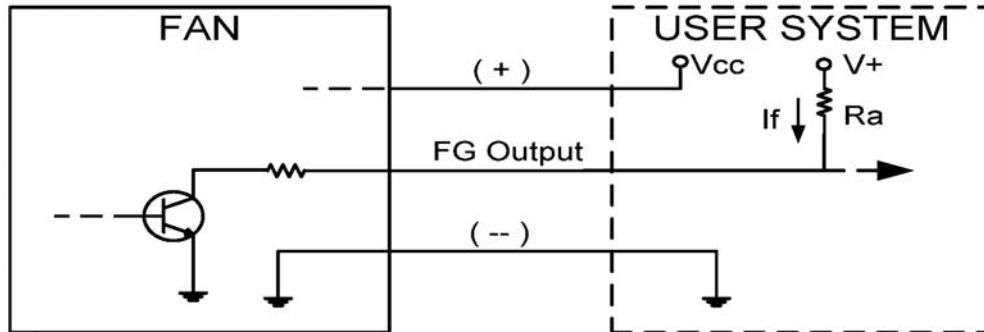 FAN
USER SYSTEM
( + )
Vcc
V+
If
Ra
FG Output
( -- )